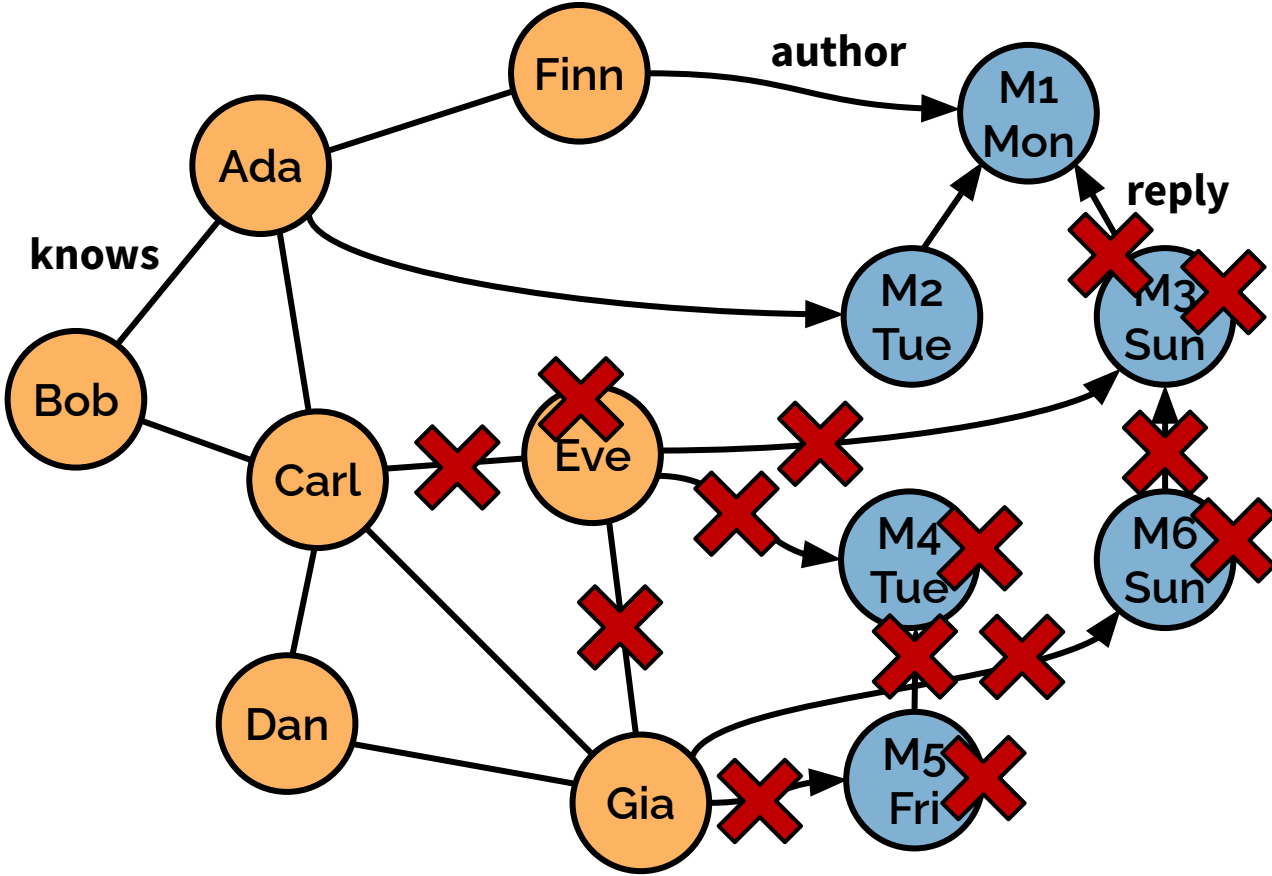 Finn
author
M1
Mon
Ada
reply
knows
M2
Tue
M3
Sun
Bob
Eve
Carl
M4
Tue
M6
Sun
Dan
M5
Fri
Gia